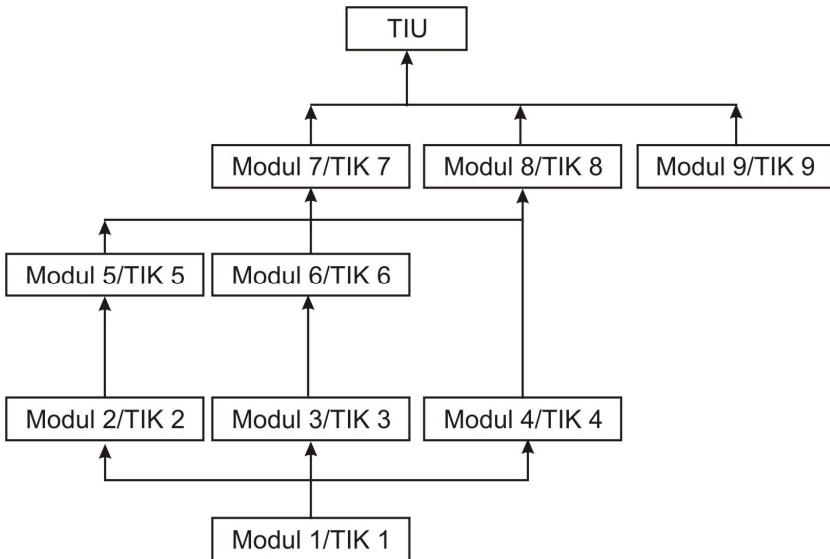 TIU
Modul 7/TIK 7
Modul 8/TIK 8
Modul 9/TIK 9
Modul 5/TIK 5
Modul 6/TIK 6
Modul 2/TIK 2
Modul 3/TIK 3
Modul 4/TIK 4
Modul 1/TIK 1